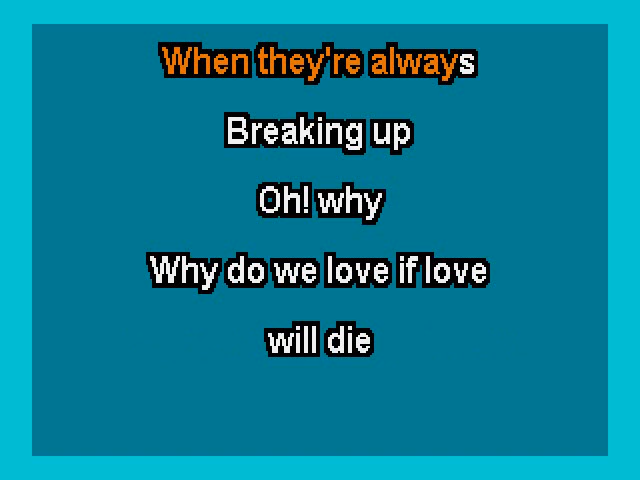 When they're always
Breaking up
Oh! why
Why do we love if love
will die